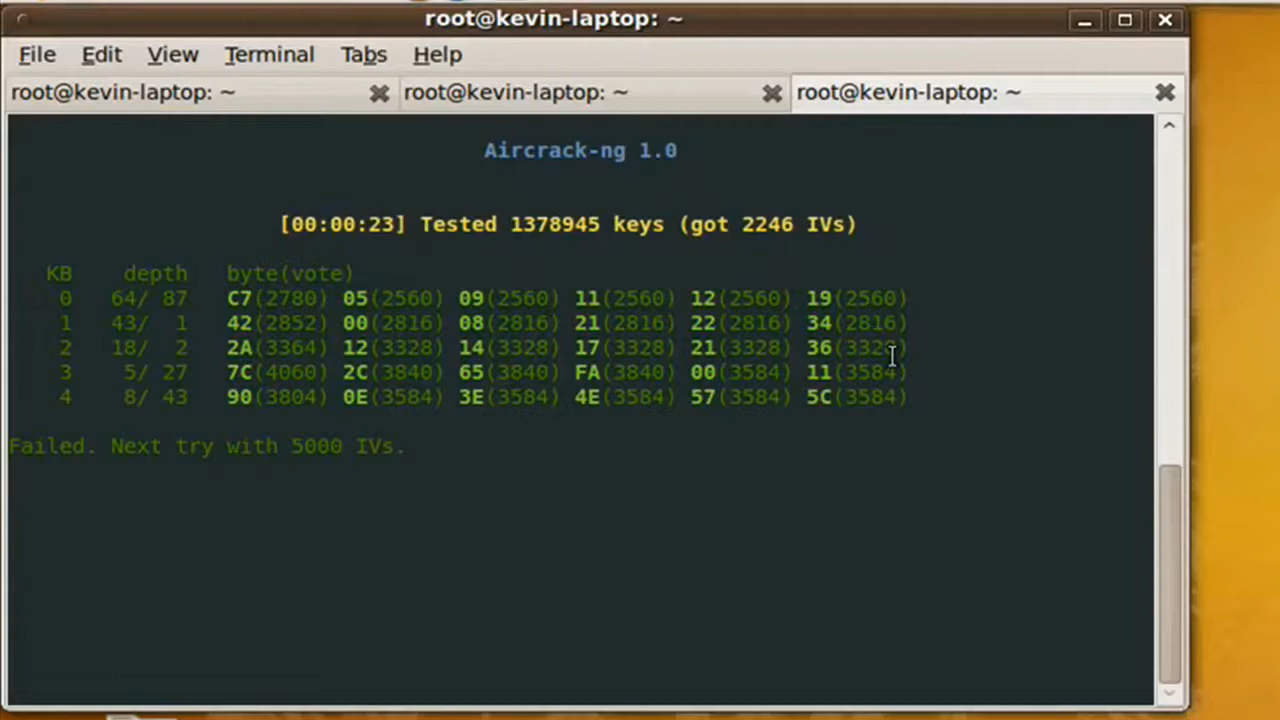 root@kevin-laptop: ~
File Edit View Terminal Tabs Help
root@kevin-laptop: ~ root@kevin-laptop: ~ root@kevin-laptop: ~
Aircrack-ng 1.0
[00:00:23] Tested 1378945 keys (got 2246 IVs)
KB depth byte(vote)
0 64/ 87 C7(2780) 05(2560) 09(2560) 11(2560) 12(2560) 19(2560)
1 43/ 1 42(2852) 00(2816) 08(2816) 21(2816) 22(2816) 34(2816)
2 18/ 2 2A(3364) 12(3328) 14(3328) 17(3328) 21(3328) 36(3328)
3 5/ 27 7C(4060) 2C(3840) 65(3840) FA(3840) 00(3584) 11(3584)
4 8/ 43 90(3804) 0E(3584) 3E(3584) 4E(3584) 57(3584) 5C(3584)
Failed. Next try with 5000 IVs.